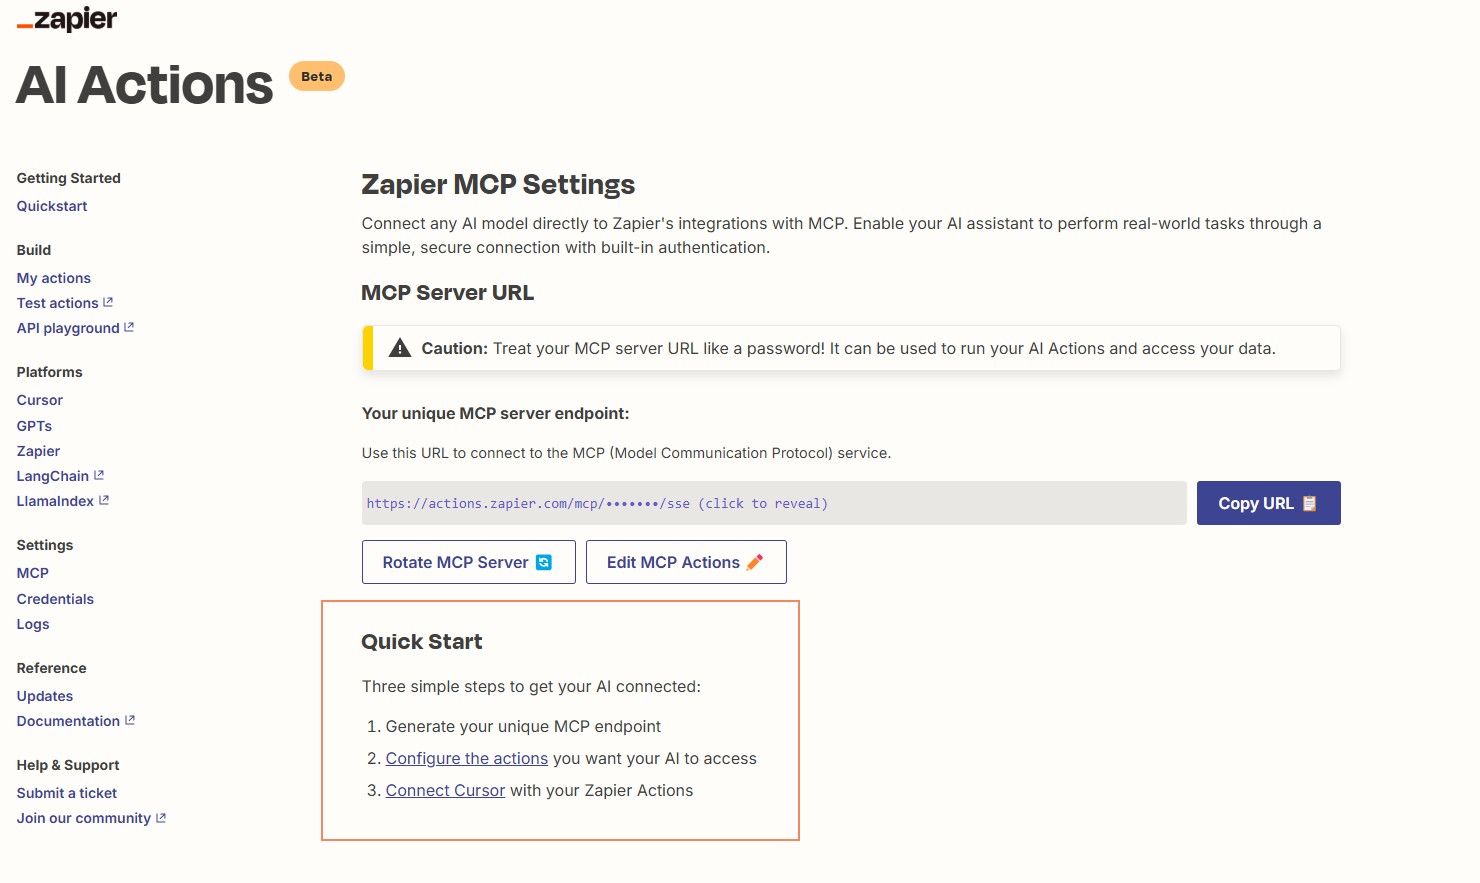 zapier
AI Actions Beta
Getting Started
Quickstart
Build
My actions
Test actions
API playground
Platforms
Cursor
GPTs
Zapier
LangChain
LlamaIndex
Settings
MCP
Credentials
Logs
Reference
Updates
Documentation
Help & Support
Submit a ticket
Join our community
Zapier MCP Settings
Connect any AI model directly to Zapier's integrations with MCP. Enable your AI assistant to perform real-world tasks through a
simple, secure connection with built-in authentication.
MCP Server URL
Caution: Treat your MCP server URL like a password! It can be used to run your AI Actions and access your data.
Your unique MCP server endpoint:
Use this URL to connect to the MCP (Model Communication Protocol) service.
https://actions.zapier.com/mcp/•••••••/sse (click to reveal)
Copy URL 📋
Rotate MCP Server 🔄
Edit MCP Actions ✏️
Quick Start
Three simple steps to get your AI connected:
1. Generate your unique MCP endpoint
2. Configure the actions you want your AI to access
3. Connect Cursor with your Zapier Actions